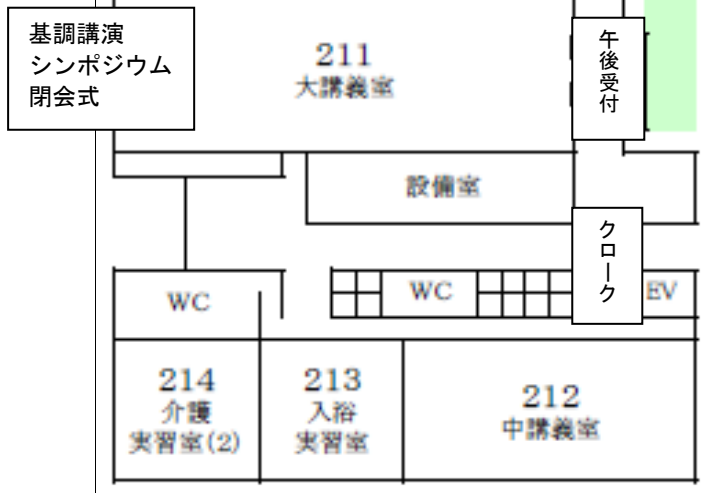 基調講演
シンポジウム
閉会式
211
大講義室
午後受付
設備室
クローク
WC
WC
EV
214
介護
実習室(2)
213
入浴
実習室
212
中講義室